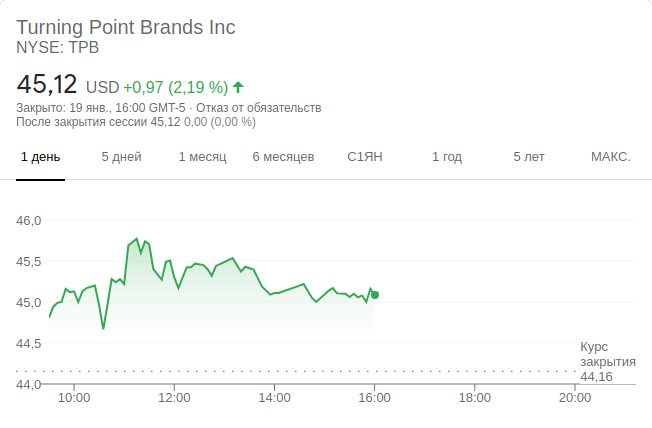 Turning Point Brands Inc
NYSE: TPB
45,12 USD +0,97 (2,19 %)
Закрыто: 19 янв., 16:00 GMT-5 · Отказ от обязательств
После закрытия сессии 45,12 0,00 (0,00 %)
1 день 5 дней 1 месяц 6 месяцев С1ЯН 1 год 5 лет МАКС.
46,0
45,5
45,0
44,5
44,0
Курс
закрытия
44,16
10:00 12:00 14:00 16:00 18:00 20:00